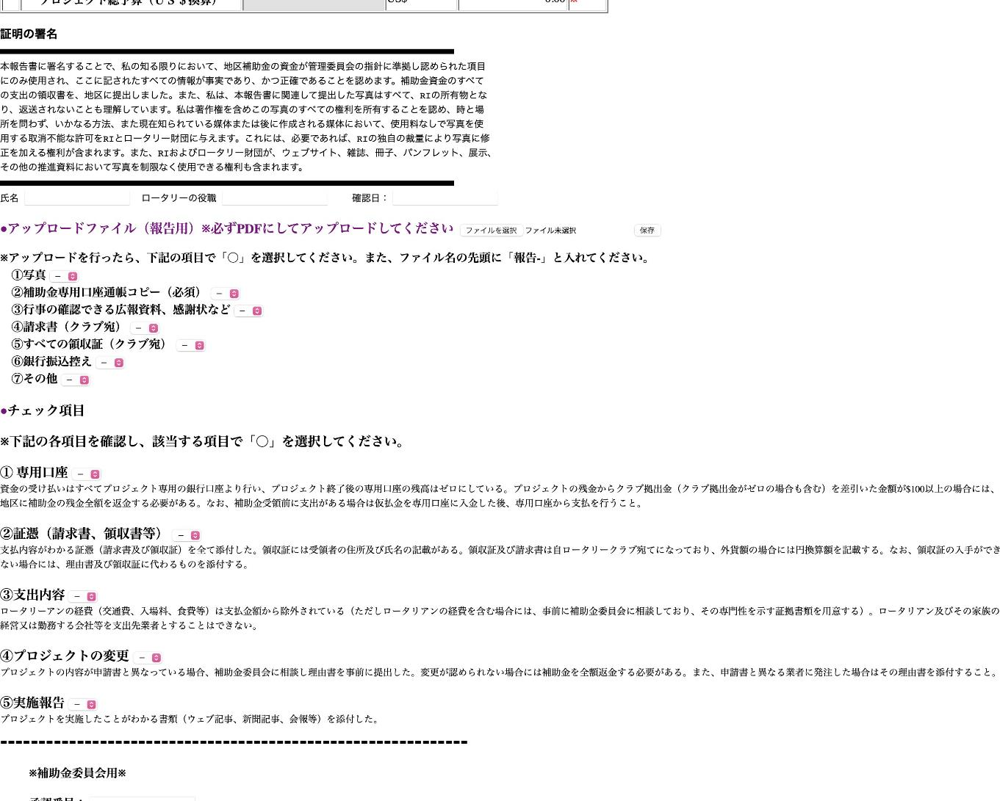 プロジェクト総予算（ＵＳ＄換算） US$ 0.00 ※
証明の署名
本報告書に署名することで、私の知る限りにおいて、地区補助金の資金が管理委員会の指針に準拠し認められた項目
にのみ使用され、ここに記されたすべての情報が事実であり、かつ正確であることを認めます。補助金資金のすべて
の支出の領収書を、地区に提出しました。また、私は、本報告書に関連して提出した写真はすべて、RIの所有物とな
り、返送されないことも理解しています。私は著作権を含めこの写真のすべての権利を所有することを認め、時と場
所を問わず、いかなる方法、また現在知られている媒体または後に作成される媒体において、使用料なしで写真を使
用する取消不能な許可をRIとロータリー財団に与えます。これには、必要であれば、RIの独自の裁量により写真に修
正を加える権利が含まれます。また、RIおよびロータリー財団が、ウェブサイト、雑誌、冊子、パンフレット、展示、
その他の推進資料において写真を制限なく使用できる権利も含まれます。
氏名 ロータリーの役職 確認日：
●アップロードファイル（報告用）※必ずPDFにしてアップロードしてください ファイルを選択 ファイル未選択 保存
※アップロードを行ったら、下記の項目で「〇」を選択してください。また、ファイル名の先頭に「報告-」と入れてください。
①写真 –
②補助金専用口座通帳コピー（必須） –
③行事の確認できる広報資料、感謝状など –
④請求書（クラブ宛） –
⑤すべての領収証（クラブ宛） –
⑥銀行振込控え –
⑦その他 –
●チェック項目
※下記の各項目を確認し、該当する項目で「〇」を選択してください。
① 専用口座 –
資金の受け払いはすべてプロジェクト専用の銀行口座より行い、プロジェクト終了後の専用口座の残高はゼロにしている。プロジェクトの残金からクラブ拠出金（クラブ拠出金がゼロの場合も含む）を差引いた金額が$100以上の場合には、
地区に補助金の残金全額を返金する必要がある。なお、補助金受領前に支出がある場合は仮払金を専用口座に入金した後、専用口座から支払を行うこと。
②証憑（請求書、領収書等） –
支払内容がわかる証憑（請求書及び領収証）を全て添付した。領収証には受領者の住所及び氏名の記載がある。領収証及び請求書は自ロータリークラブ宛てになっており、外貨額の場合には円換算額を記載する。なお、領収証の入手ができ
ない場合には、理由書及び領収証に代わるものを添付する。
③支出内容 –
ロータリーアンの経費（交通費、入場料、食費等）は支払金額から除外されている（ただしロータリアンの経費を含む場合には、事前に補助金委員会に相談しており、その専門性を示す証拠書類を用意する）。ロータリアン及びその家族の
経営又は勤務する会社等を支出先業者とすることはできない。
④プロジェクトの変更 –
プロジェクトの内容が申請書と異なっている場合、補助金委員会に相談し理由書を事前に提出した。変更が認められない場合には補助金を全額返金する必要がある。また、申請書と異なる業者に発注した場合はその理由書を添付すること。
⑤実施報告 –
プロジェクトを実施したことがわかる書類（ウェブ記事、新聞記事、会報等）を添付した。
※補助金委員会用※
承認番号：